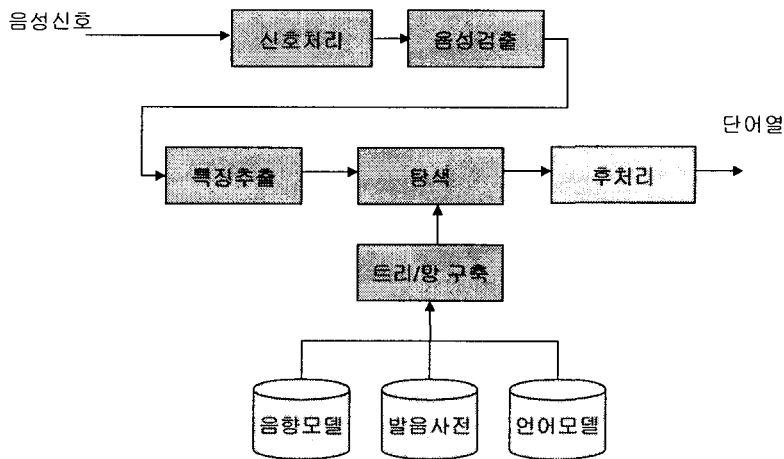 음성신호
신호처리
음성검출
특징추출
탐색
후처리
단어열
트리/망 구축
음향모델
발음사전
언어모델